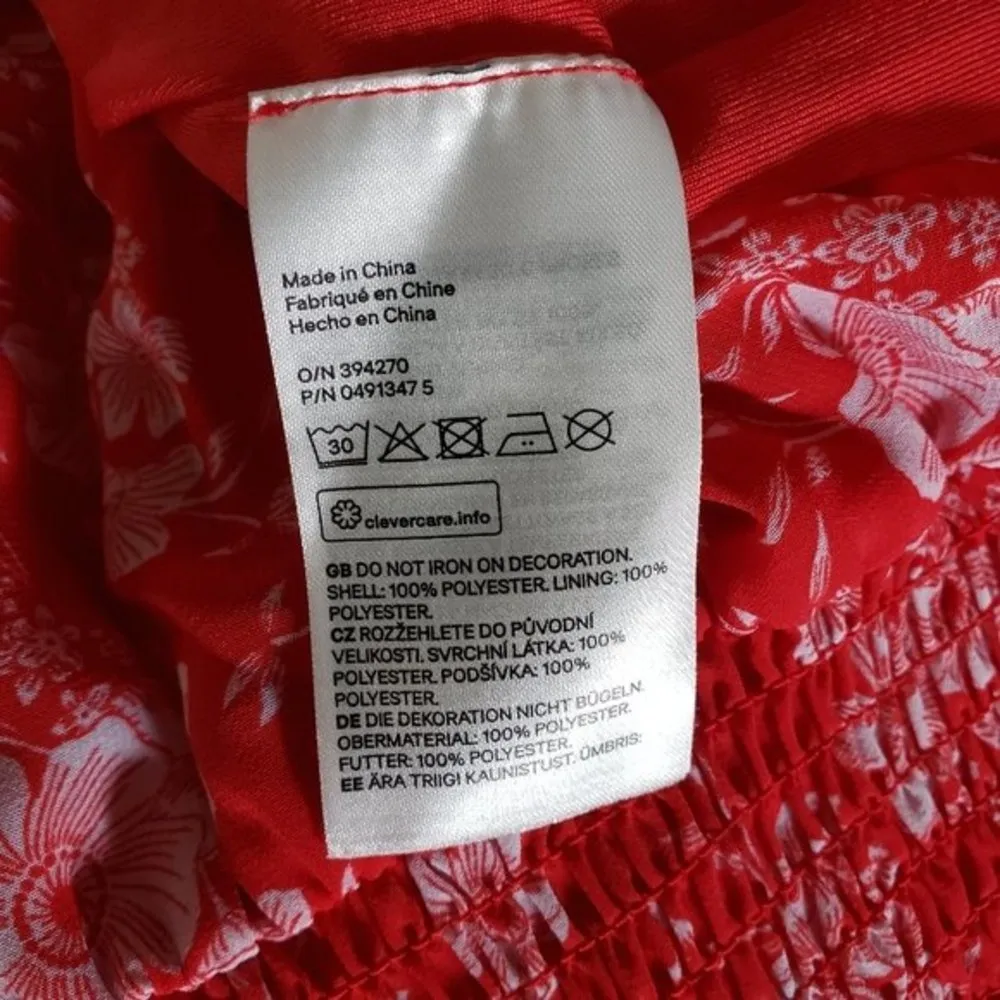 Made in China
Fabriqué en Chine
Hecho en China
O/N 394270
P/N 0491347 5
30
clevercare.info
GB DO NOT IRON ON DECORATION.
SHELL: 100% POLYESTER. LINING: 100%
POLYESTER.
CZ ROZŽEHLETE DO PŮVODNÍ
VELIKOSTI. SVRCHNÍ LÁTKA: 100%
POLYESTER. PODŠÍVKA: 100%
POLYESTER.
DE DIE DEKORATION NICHT BÜGELN.
OBERMATERIAL: 100% POLYESTER.
FUTTER: 100% POLYESTER.
EE ÄRA TRIIGI KAUNISTUST. ÜMBRIS: